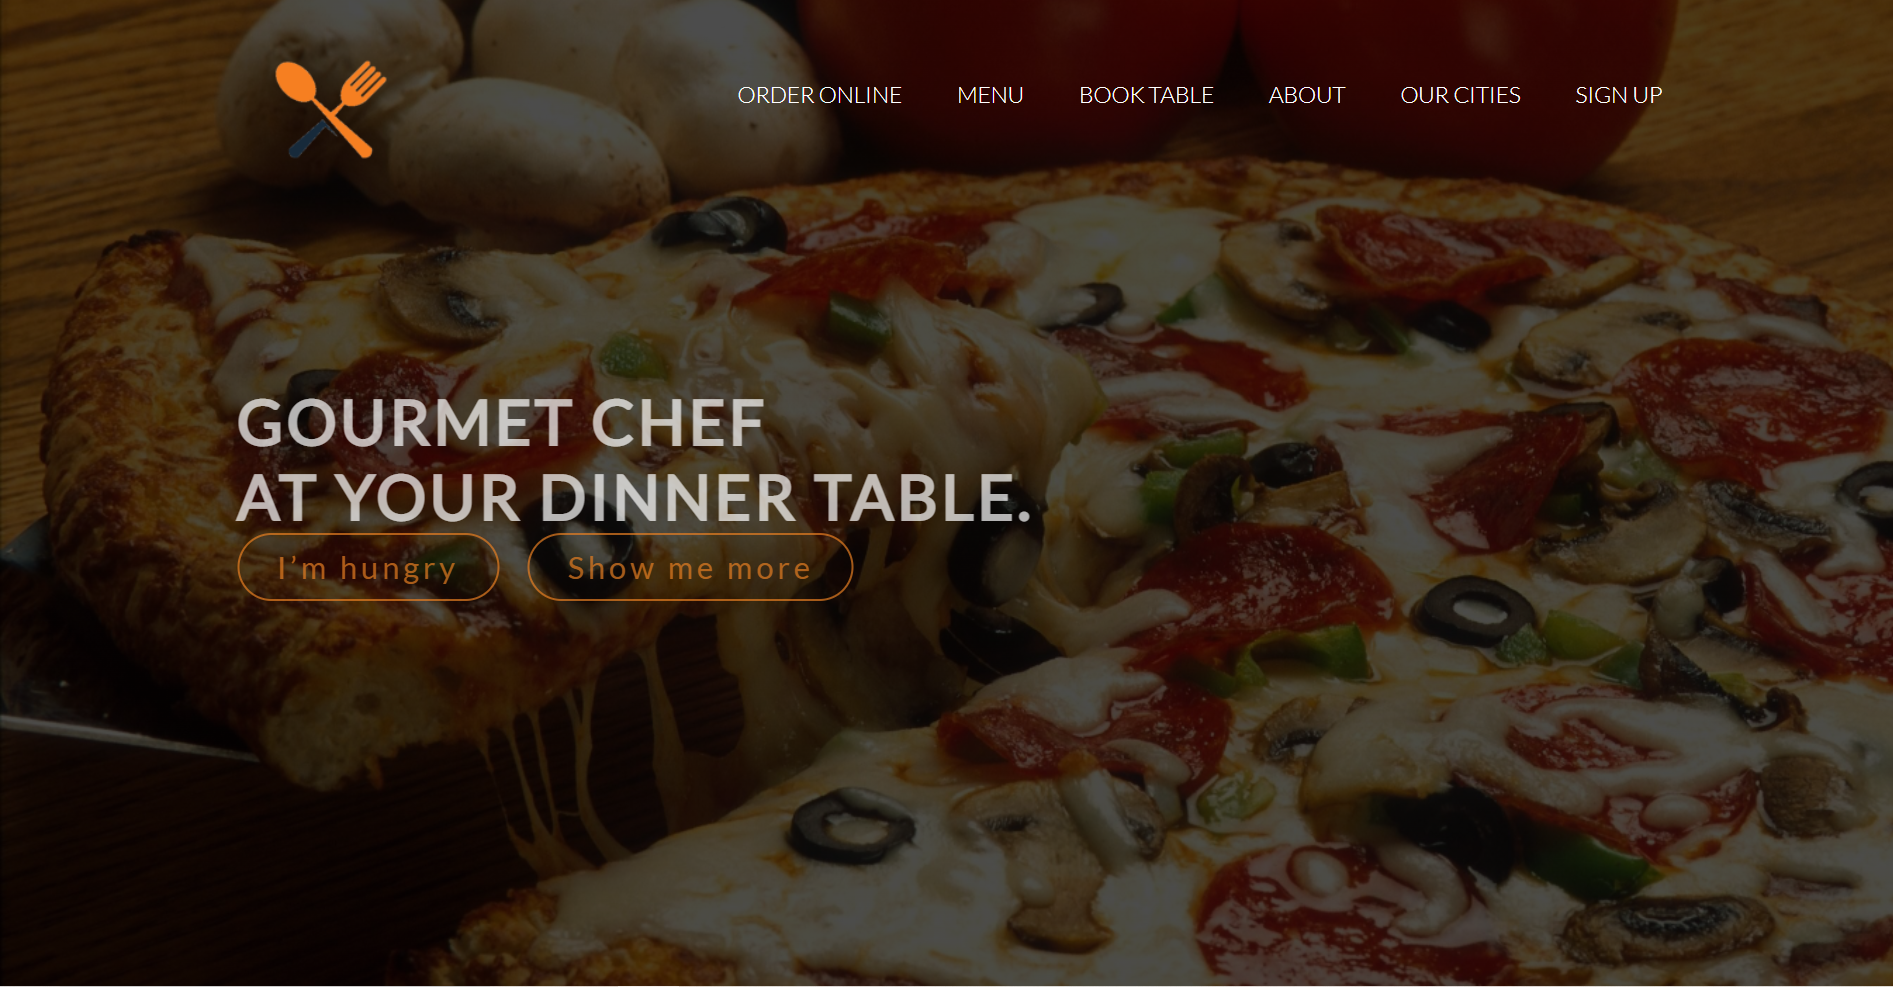 ORDER ONLINE MENU BOOK TABLE ABOUT OUR CITIES SIGN UP
GOURMET CHEF
AT YOUR DINNER TABLE.
I’m hungry Show me more